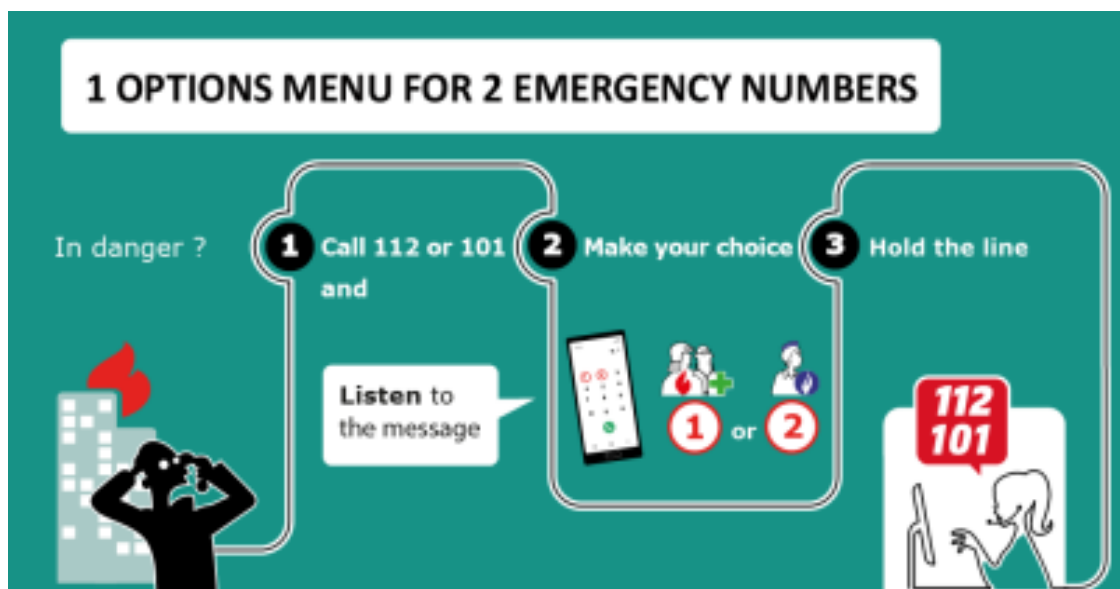 1 OPTIONS MENU FOR 2 EMERGENCY NUMBERS
In danger ?
1 Call 112 or 101
and
Listen to
the message
2 Make your choice
1 or 2
3 Hold the line
112
101